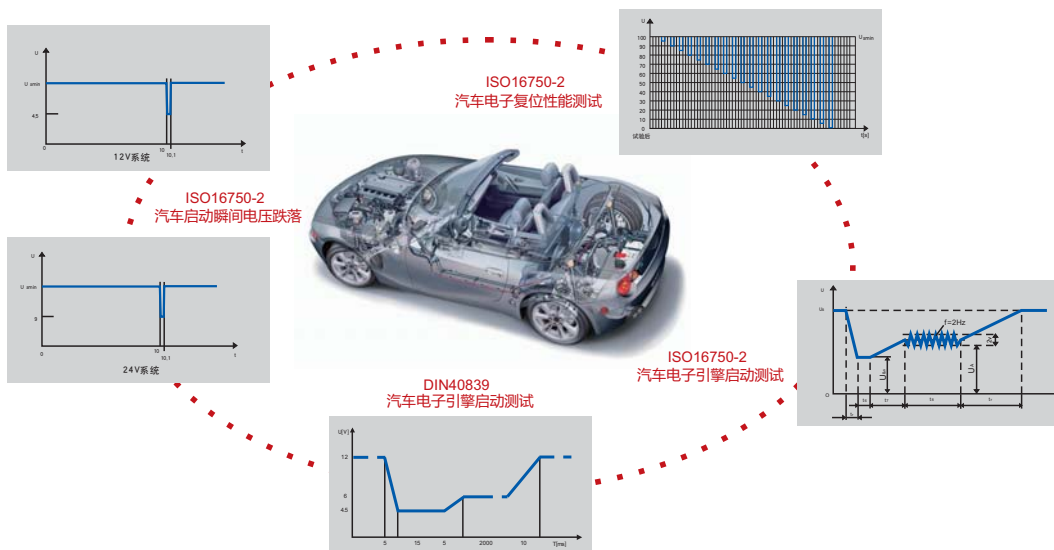 U
U smin
4.5
0
10
10.1
t
12V系统
ISO16750-2
汽车电子复位性能测试
U
100
90
80
70
60
50
40
30
20
10
0
试验后
U smin
t[s]
ISO16750-2
汽车启动瞬间电压跌落
U
U smin
9
0
10
10.1
t
24V系统
ISO16750-2
汽车电子引擎启动测试
U
f=2Hz
2V
O
DIN40839
汽车电子引擎启动测试
U[V]
12
6
4.5
5
15
5
2000
10
T[ms]